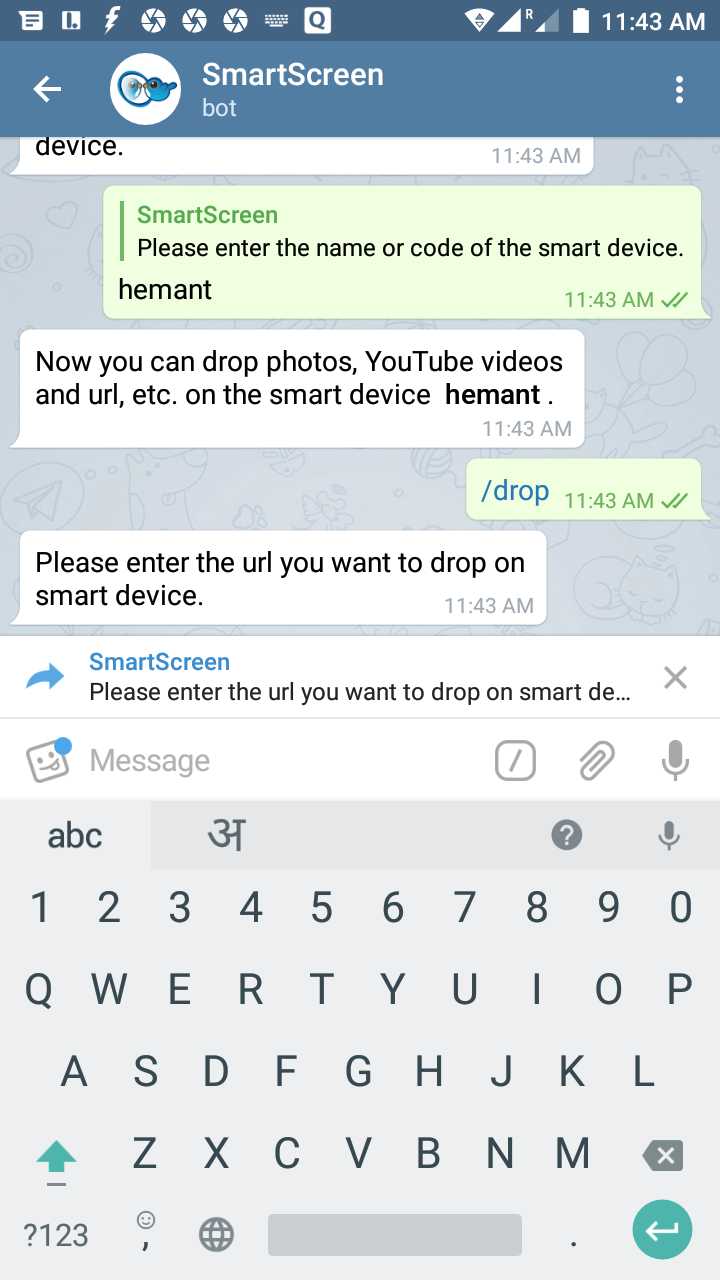 11:43 AM
SmartScreen
bot
device.
11:43 AM
SmartScreen
Please enter the name or code of the smart device.
hemant
11:43 AM
Now you can drop photos, YouTube videos
and url, etc. on the smart device hemant .
11:43 AM
/drop 11:43 AM
Please enter the url you want to drop on
smart device.
11:43 AM
SmartScreen
Please enter the url you want to drop on smart de...
Message
abc अ
1 2 3 4 5 6 7 8 9 0
Q W E R T Y U I O P
A S D F G H J K L
Z X C V B N M
?123 , .